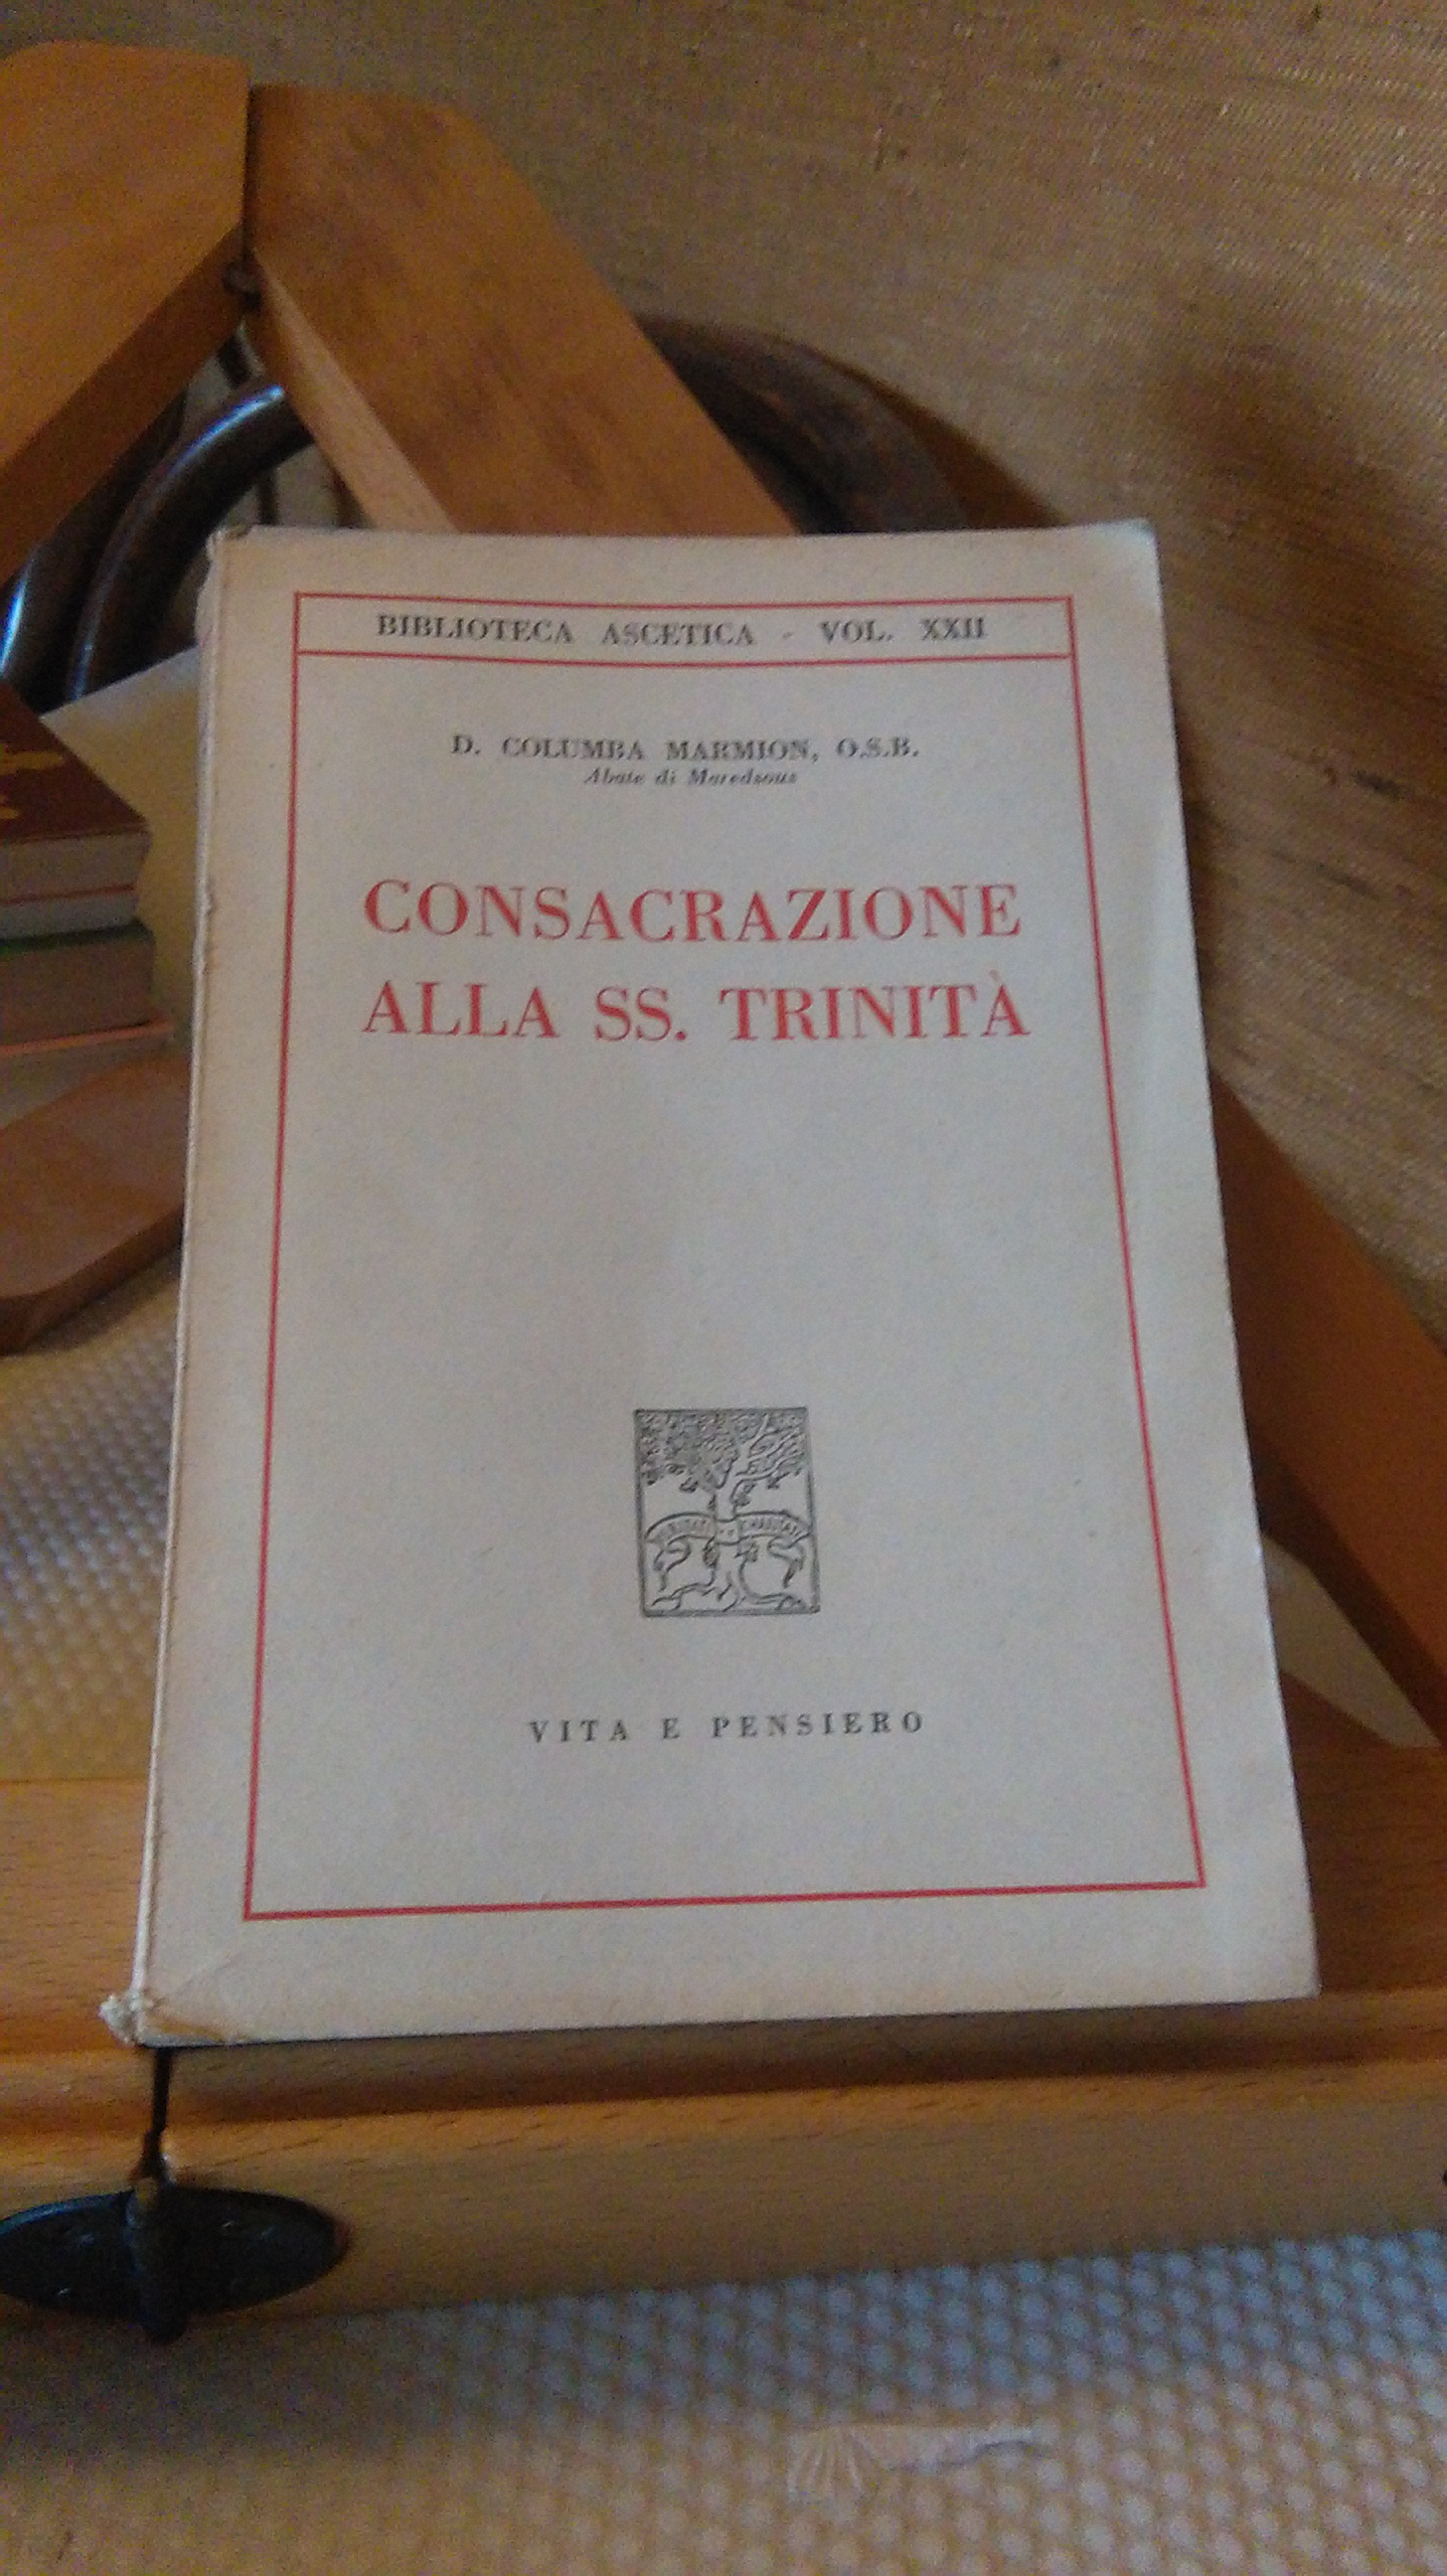 BIBLIOTECA ASCETICA - VOL. XXII
D. COLUMBA MARMION, O.S.B.
Abate di Maredsous
CONSACRAZIONE
ALLA SS. TRINITÀ
VITA E PENSIERO